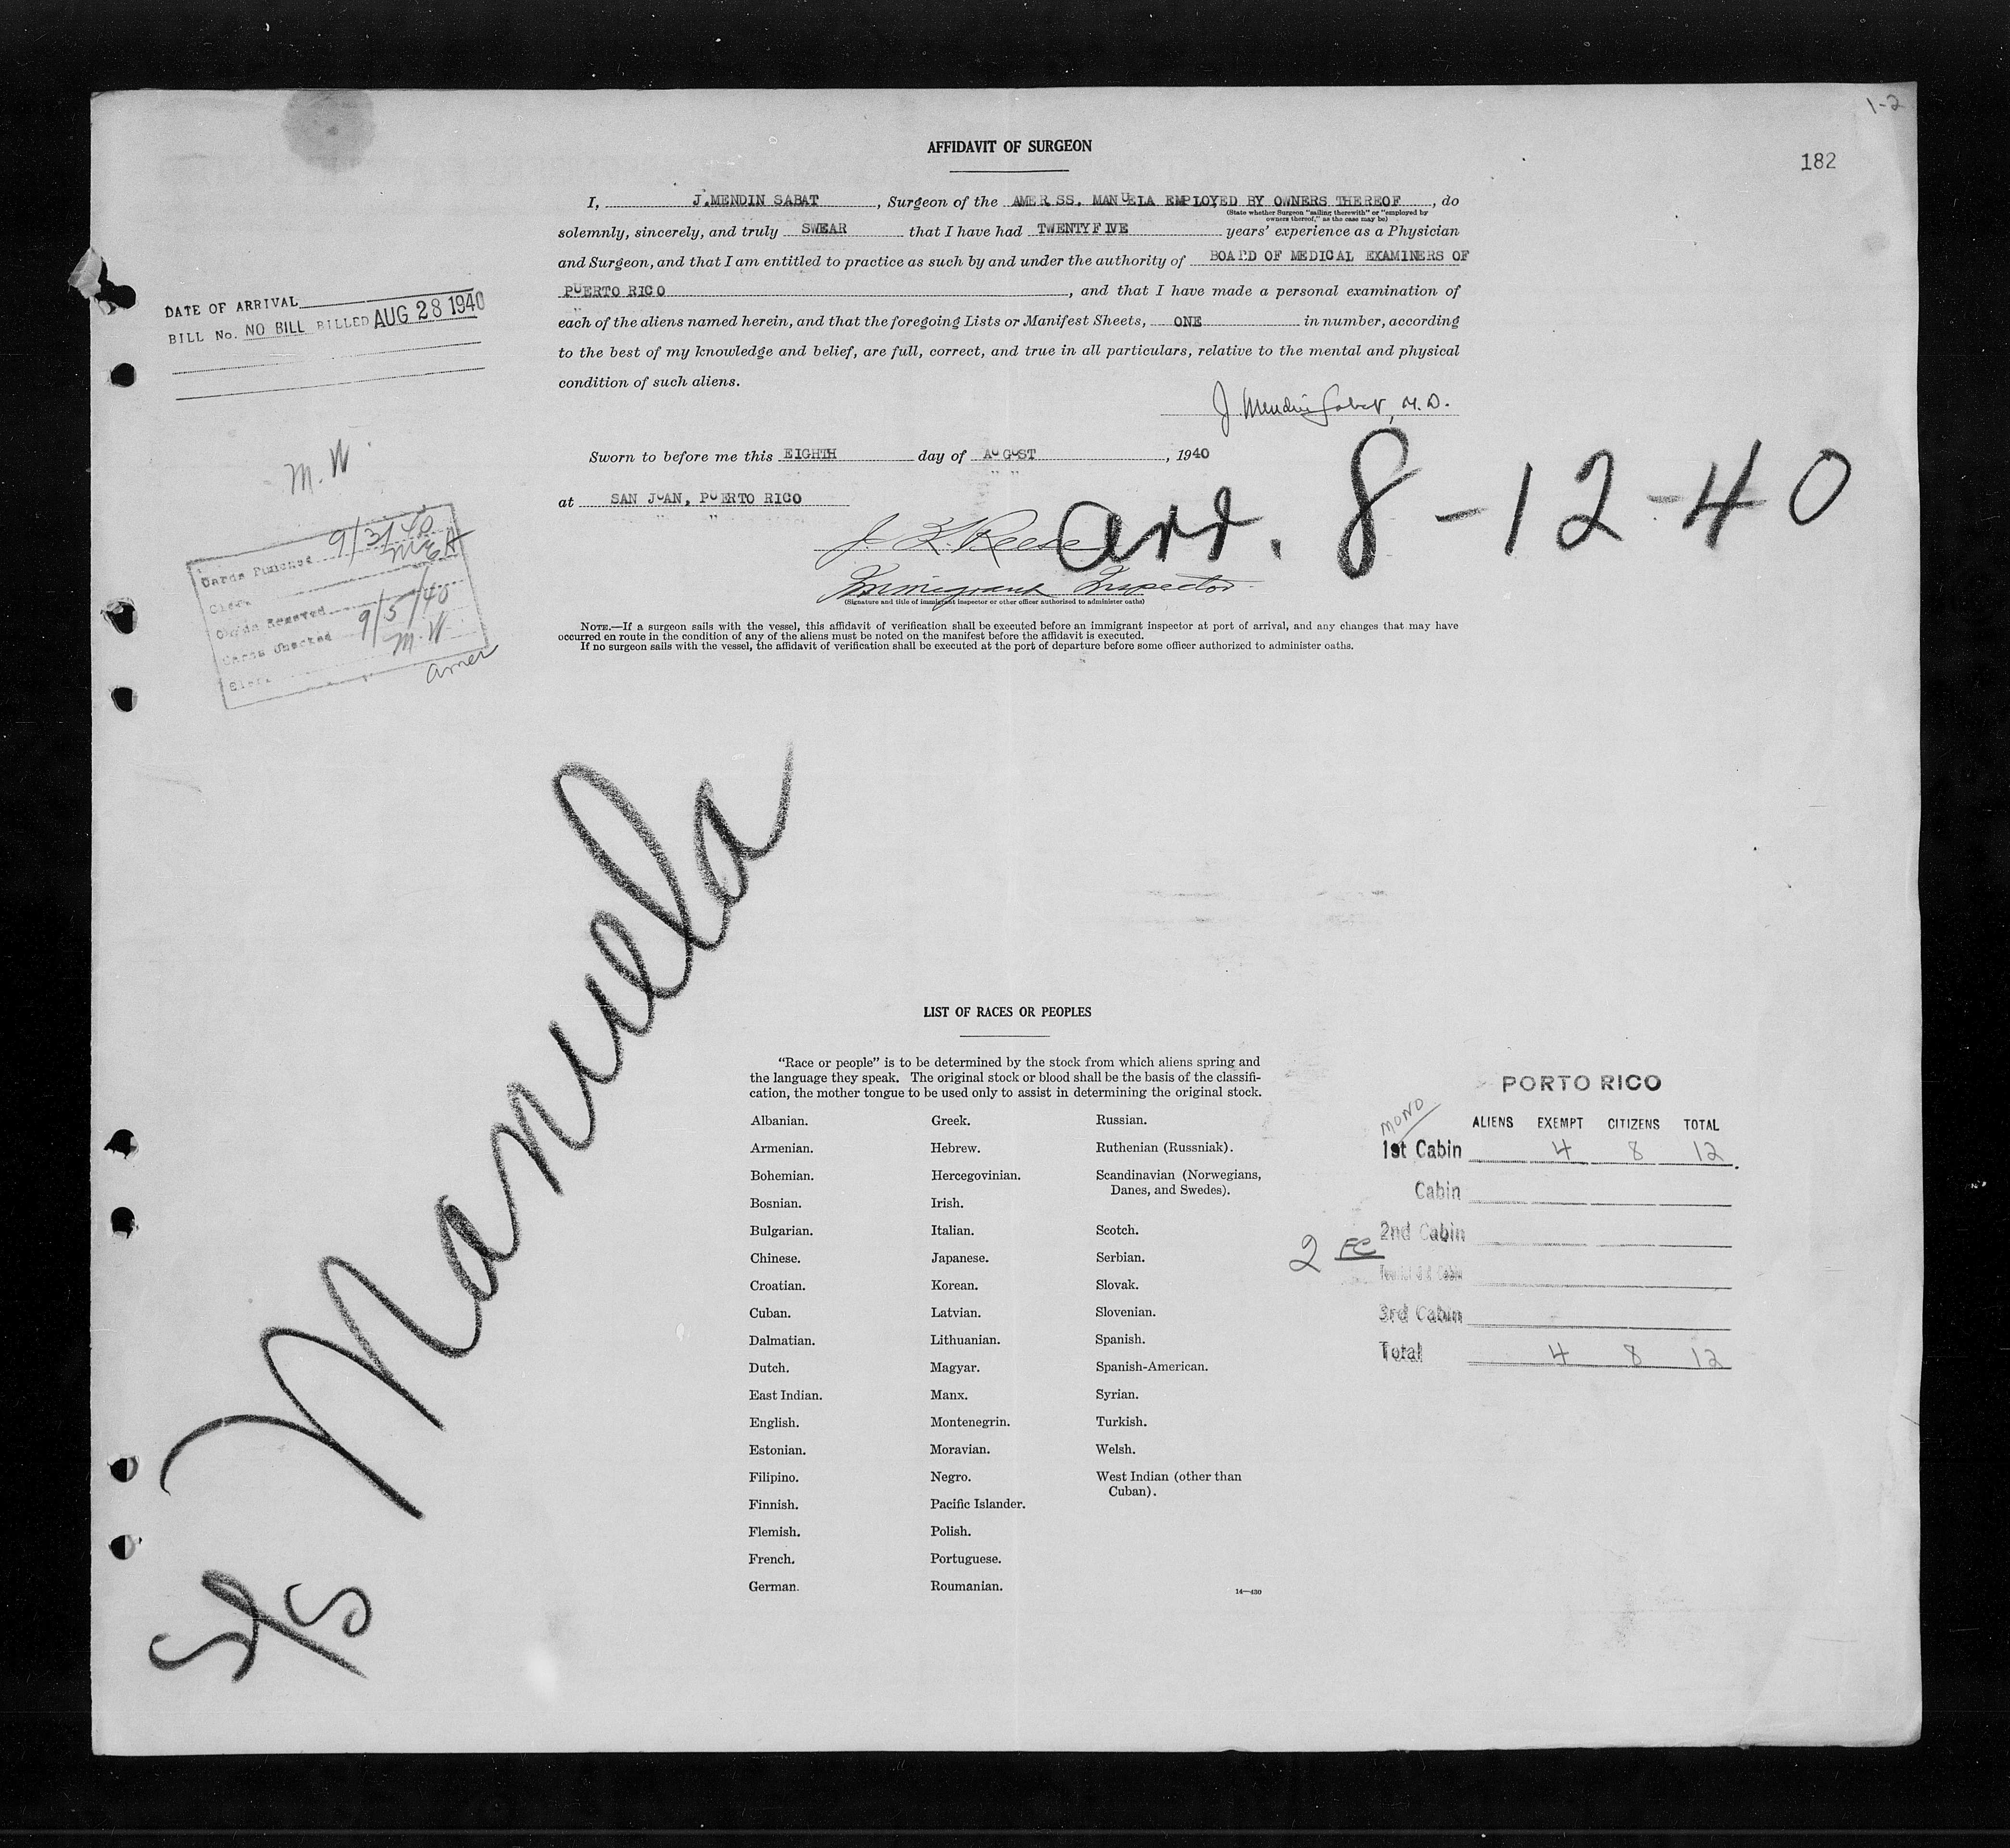 1-2
182
AFFIDAVIT OF SURGEON
I, J.MENDIN SABAT, Surgeon of the AMER.SS. MANUELA EMPLOYED BY OWNERS THEREOF, do
(State whether Surgeon "sailing therewith" or "employed by
owners thereof," as the case may be)
solemnly, sincerely, and truly SWEAR that I have had TWENTYFIVE years' experience as a Physician
and Surgeon, and that I am entitled to practice as such by and under the authority of BOARD OF MEDICAL EXAMINERS OF
PUERTO RICO, and that I have made a personal examination of
each of the aliens named herein, and that the foregoing Lists or Manifest Sheets, ONE in number, according
to the best of my knowledge and belief, are full, correct, and true in all particulars, relative to the mental and physical
condition of such aliens.
J. Mendin Sabat, M.D.
Sworn to before me this EIGHTH day of AUGUST, 1940
at SAN JUAN, PUERTO RICO
J. K. Reese
Immigrant Inspector
(Signature and title of immigrant inspector or other officer authorized to administer oaths)
arr. 8-12-40
NOTE.—If a surgeon sails with the vessel, this affidavit of verification shall be executed before an immigrant inspector at port of arrival, and any changes that may have
occurred en route in the condition of any of the aliens must be noted on the manifest before the affidavit is executed.
If no surgeon sails with the vessel, the affidavit of verification shall be executed at the port of departure before some officer authorized to administer oaths.
DATE OF ARRIVAL
BILL No. NO BILL BILLED AUG 28 1940
M.W.
Cards Punched 9/3/40
Clerk
Cards
Cards Checked 9/5/40
M.W
amer
S/S Manuela
LIST OF RACES OR PEOPLES
"Race or people" is to be determined by the stock from which aliens spring and
the language they speak. The original stock or blood shall be the basis of the classifi-
cation, the mother tongue to be used only to assist in determining the original stock.
Albanian.
Armenian.
Bohemian.
Bosnian.
Bulgarian.
Chinese.
Croatian.
Cuban.
Dalmatian.
Dutch.
East Indian.
English.
Estonian.
Filipino.
Finnish.
Flemish.
French.
German.
Greek.
Hebrew.
Hercegovinian.
Irish.
Italian.
Japanese.
Korean.
Latvian.
Lithuanian.
Magyar.
Manx.
Montenegrin.
Moravian.
Negro.
Pacific Islander.
Polish.
Portuguese.
Roumanian.
Russian.
Ruthenian (Russniak).
Scandinavian (Norwegians,
Danes, and Swedes).
Scotch.
Serbian.
Slovak.
Slovenian.
Spanish.
Spanish-American.
Syrian.
Turkish.
Welsh.
West Indian (other than
Cuban).
14—430
PORTO RICO
MONO
ALIENS EXEMPT CITIZENS TOTAL
1st Cabin 4 8 12
Cabin
2nd Cabin
2 FC
3rd Cabin
Total 4 8 12